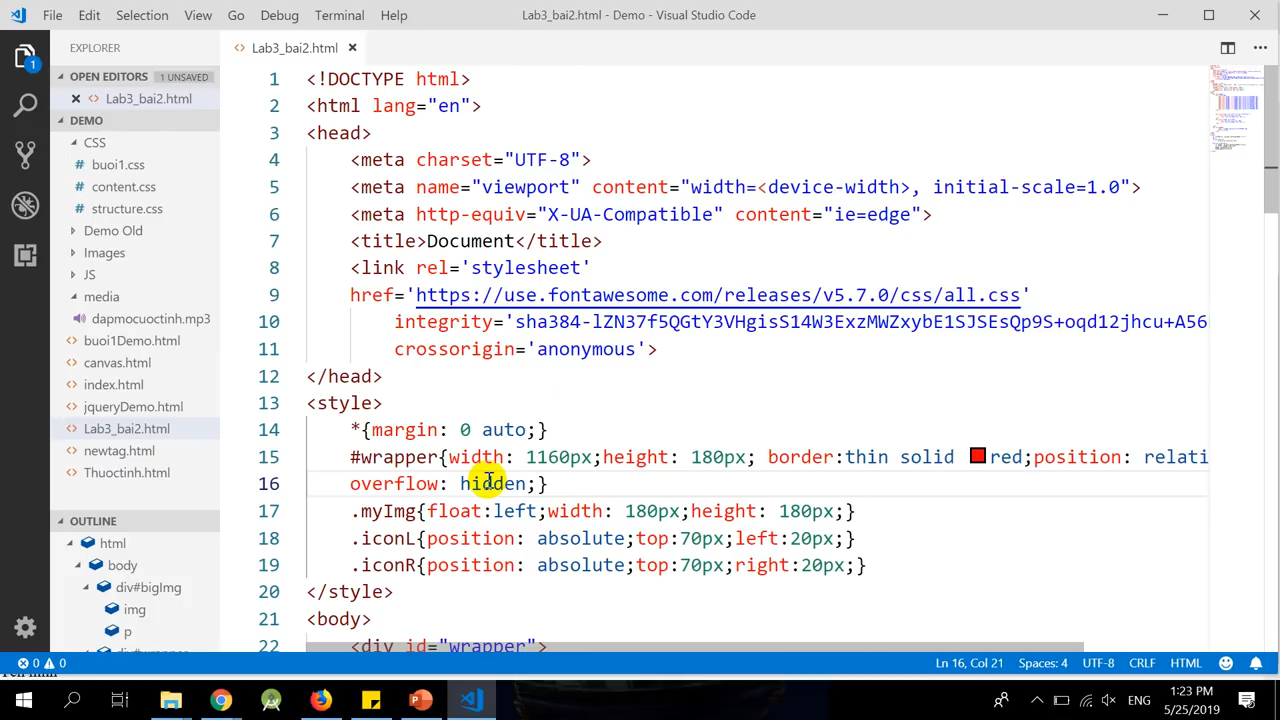 File Edit Selection View Go Debug Terminal Help
Lab3_bai2.html - Demo - Visual Studio Code
EXPLORER
Lab3_bai2.html
OPEN EDITORS 1 UNSAVED
Lab3_bai2.html
DEMO
CSS
buoi1.css
content.css
structure.css
Demo Old
Images
JS
media
dapmocuoctinh.mp3
buoi1Demo.html
canvas.html
index.html
jqueryDemo.html
Lab3_bai2.html
newtag.html
Thuoctinh.html
OUTLINE
html
body
div#bigImg
img
p
1 <!DOCTYPE html>
2 <html lang="en">
3 <head>
4 <meta charset="UTF-8">
5 <meta name="viewport" content="width=<device-width>, initial-scale=1.0">
6 <meta http-equiv="X-UA-Compatible" content="ie=edge">
7 <title>Document</title>
8 <link rel='stylesheet'
9 href='https://use.fontawesome.com/releases/v5.7.0/css/all.css'
10 integrity='sha384-lZN37f5QGtY3VHgisS14W3ExzMWZxybE1SJSEsQp9S+oqd12jhcu+A56
11 crossorigin='anonymous'>
12 </head>
13 <style>
14 *{margin: 0 auto;}
15 #wrapper{width: 1160px;height: 180px; border:thin solid red;position: relati
16 overflow: hidden;}
17 .myImg{float:left;width: 180px;height: 180px;}
18 .iconL{position: absolute;top:70px;left:20px;}
19 .iconR{position: absolute;top:70px;right:20px;}
20 </style>
21 <body>
22 <div id="wrapper">
1
0 0
Ln 16, Col 21 Spaces: 4 UTF-8 CRLF HTML
ENG
1:23 PM
5/25/2019